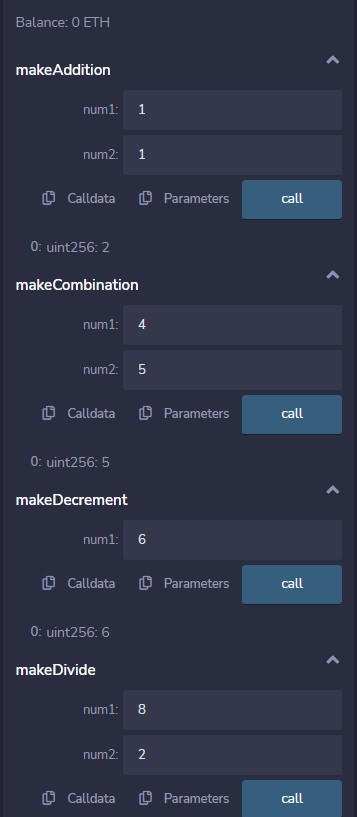 Balance: 0 ETH
makeAddition
num1: 1
num2: 1
Calldata Parameters call
0: uint256: 2
makeCombination
num1: 4
num2: 5
Calldata Parameters call
0: uint256: 5
makeDecrement
num1: 6
Calldata Parameters call
0: uint256: 6
makeDivide
num1: 8
num2: 2
Calldata Parameters call